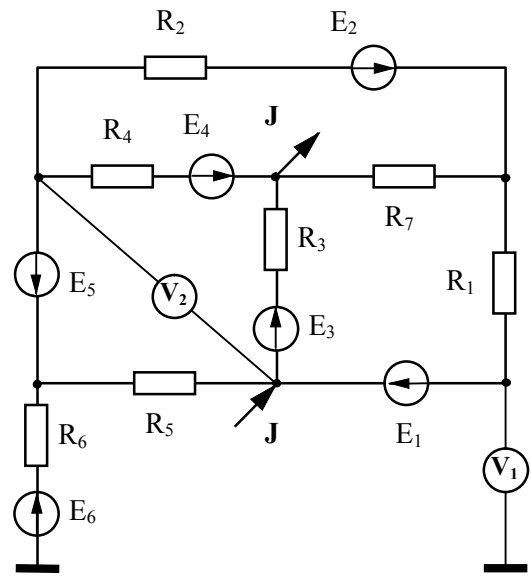 R₂
E₂
J
R₄
E₄
R₃
R₇
E₅
V₂
E₃
R₁
R₅
E₁
R₆
J
V₁
E₆